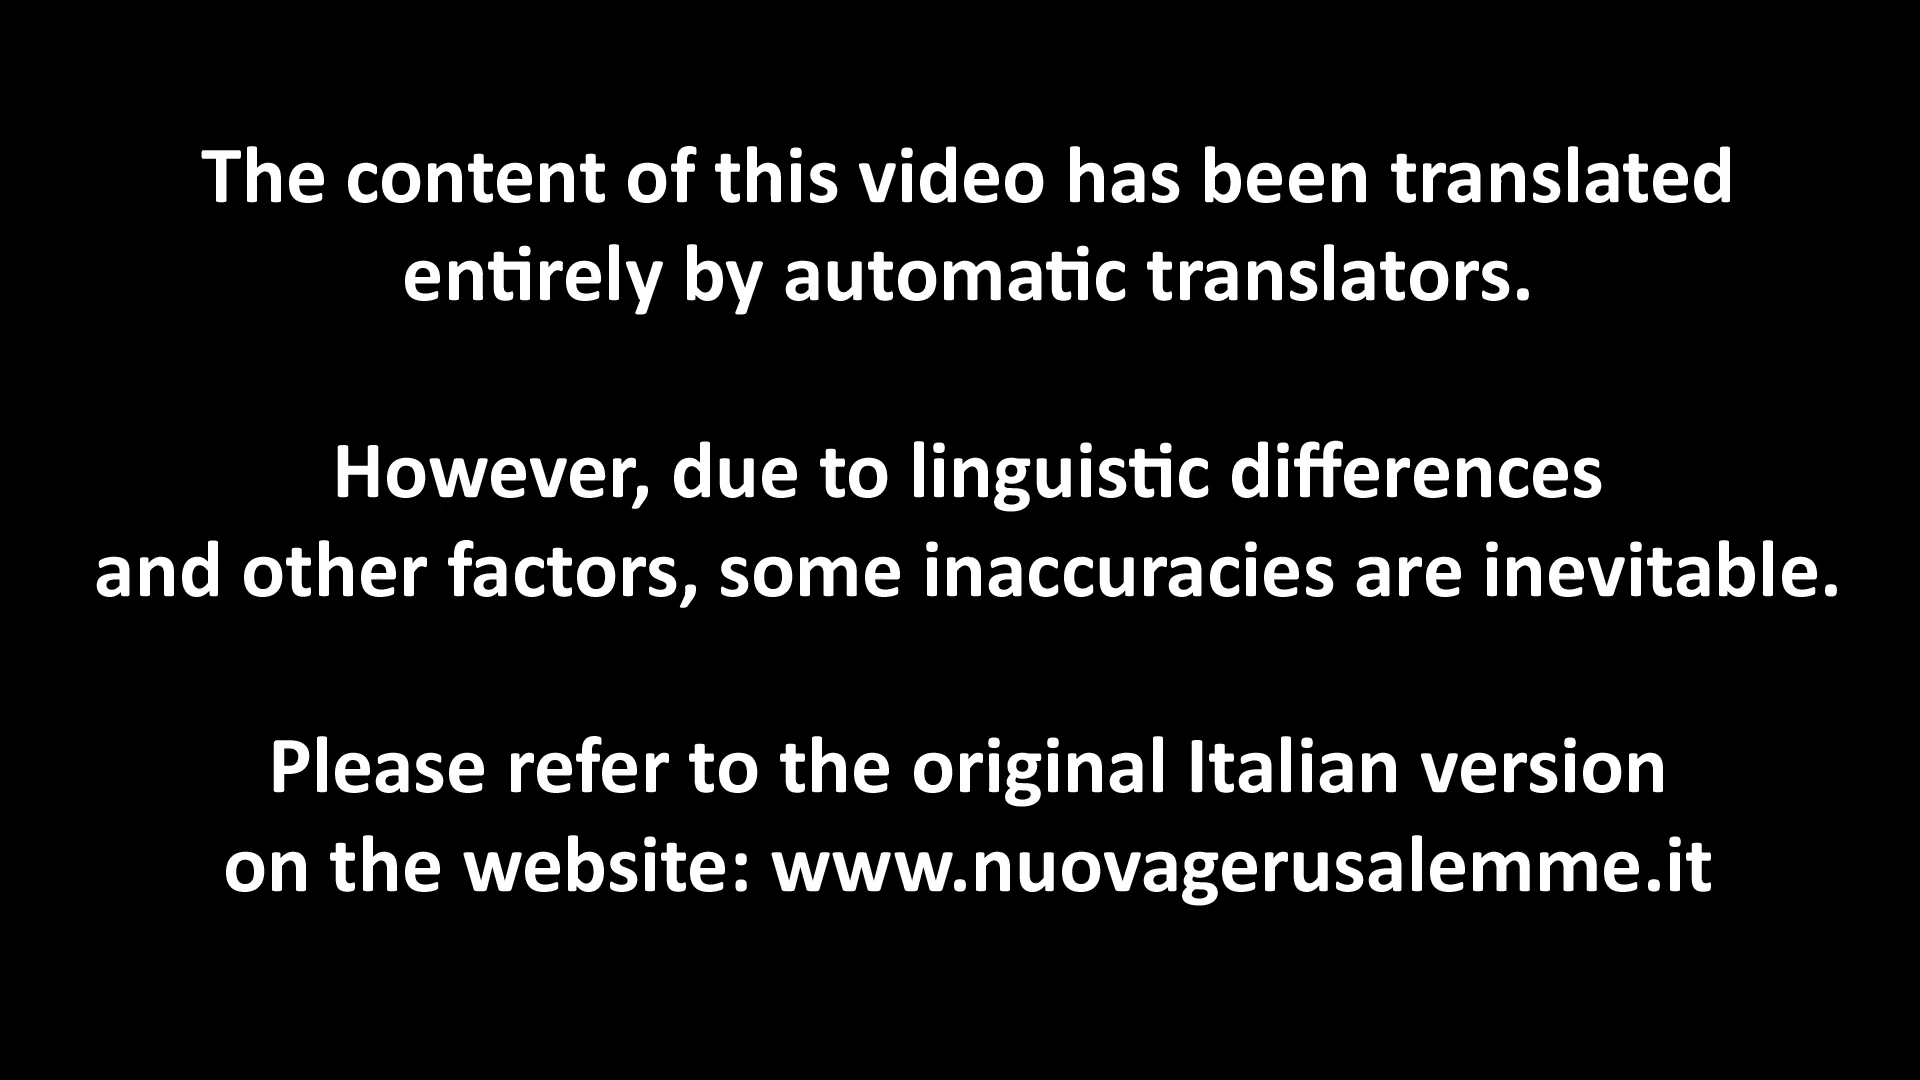 The content of this video has been translated
entirely by automatic translators.
However, due to linguistic differences
and other factors, some inaccuracies are inevitable.
Please refer to the original Italian version
on the website: www.nuovagerusalemme.it